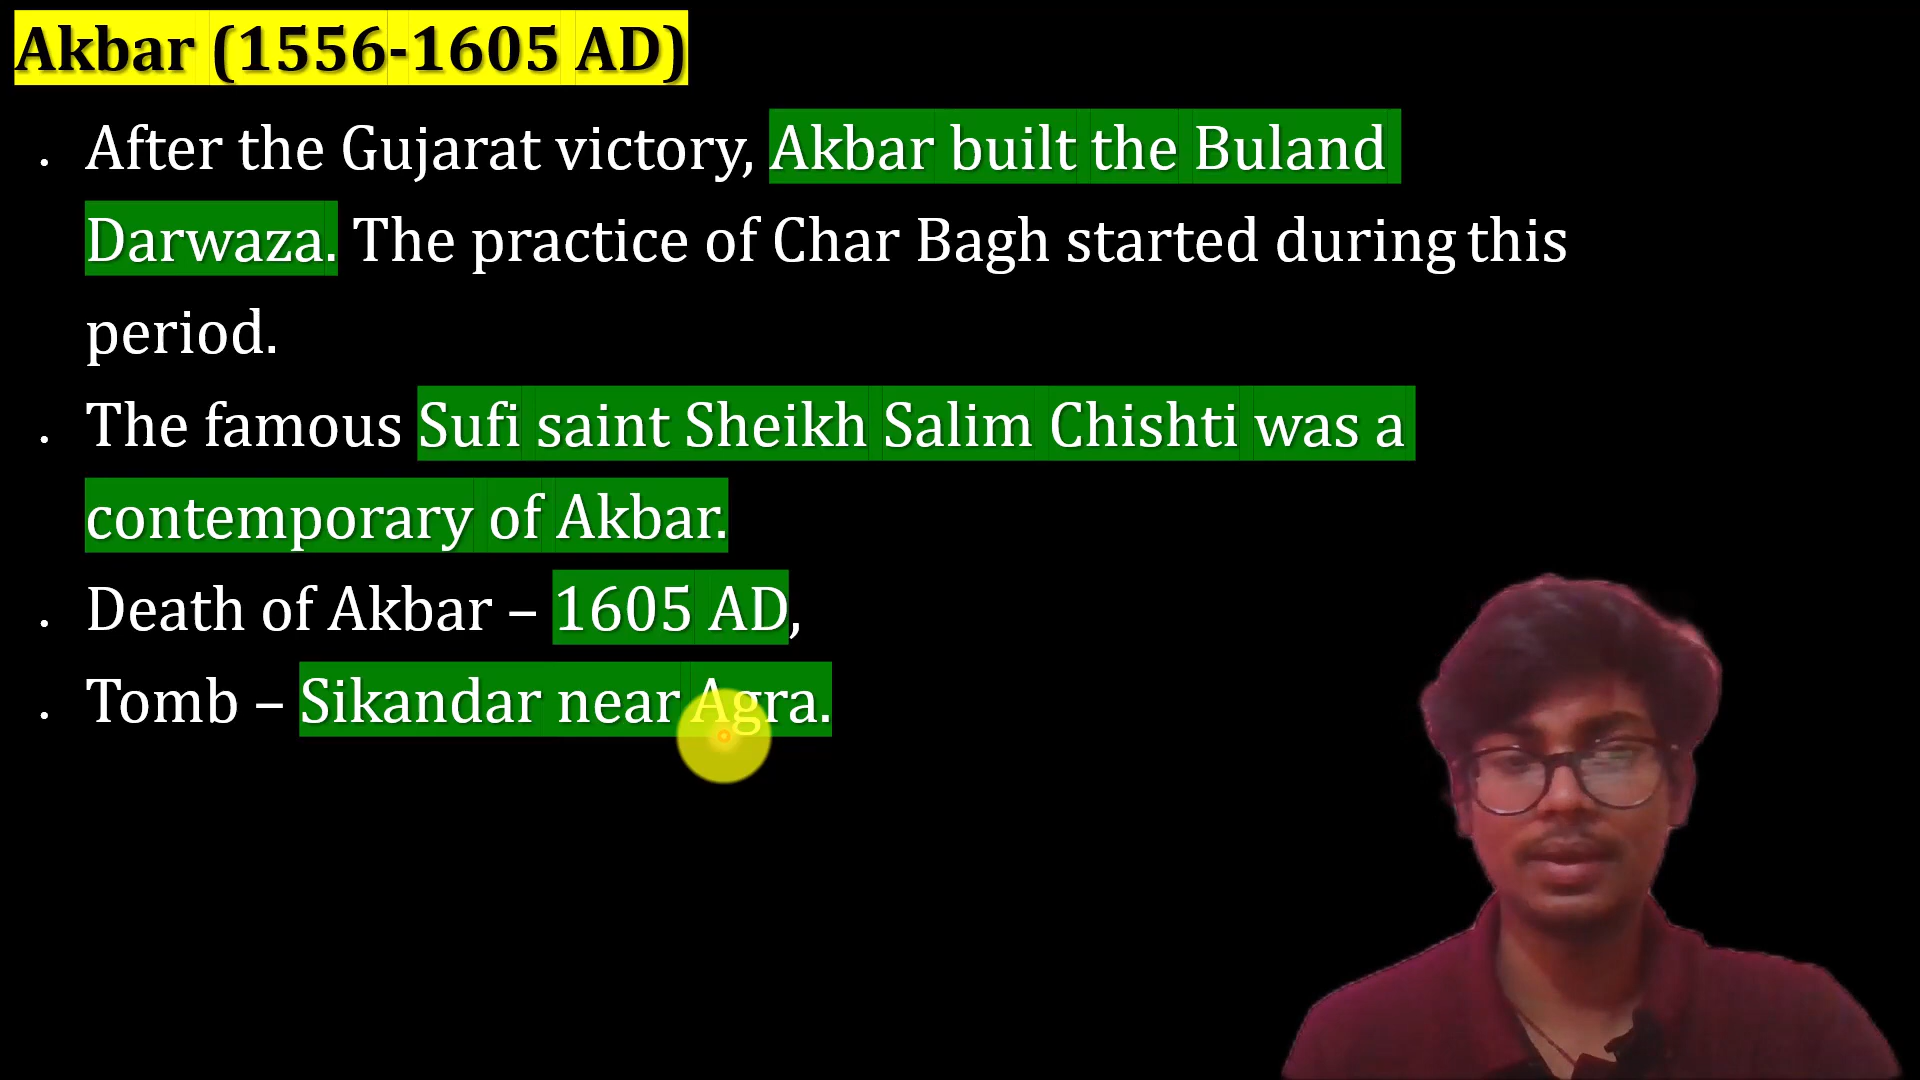 Akbar (1556-1605 AD)
. After the Gujarat victory, Akbar built the Buland
Darwaza. The practice of Char Bagh started during this
period.
. The famous Sufi saint Sheikh Salim Chishti was a
contemporary of Akbar.
. Death of Akbar – 1605 AD,
. Tomb – Sikandar near Agra.